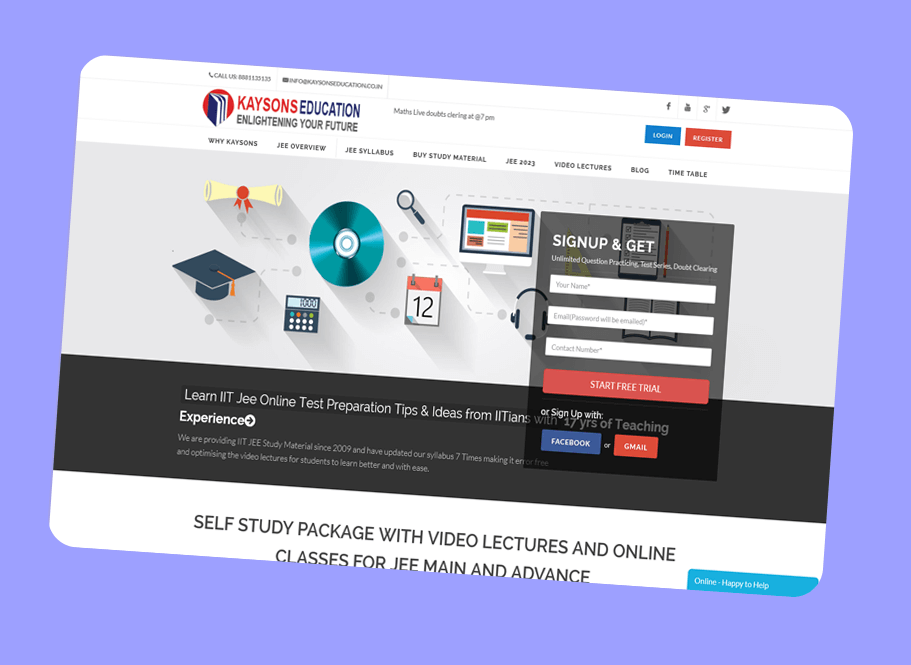 CALL US: 8881135135
INFO@KAYSONSEDUCATION.CO.IN
KAYSONS EDUCATION
ENLIGHTENING YOUR FUTURE
Maths Live doubts clering at @7 pm
LOGIN
REGISTER
WHY KAYSONS
JEE OVERVIEW
JEE SYLLABUS
BUY STUDY MATERIAL
JEE 2023
VIDEO LECTURES
BLOG
TIME TABLE
12
SIGNUP & GET
Unlimited Question Practicing, Test Series, Doubt Clearing
Your Name*
Email(Password will be emailed)*
Contact Number*
START FREE TRIAL
or Sign Up with:
FACEBOOK
or
GMAIL
Learn IIT Jee Online Test Preparation Tips & Ideas from IITians with 17 yrs of Teaching
Experience
We are providing IIT JEE Study Material since 2009 and have updated our syllabus 7 Times making it error free
and optimising the video lectures for students to learn better and with ease.
SELF STUDY PACKAGE WITH VIDEO LECTURES AND ONLINE
CLASSES FOR JEE MAIN AND ADVANCE
Online - Happy to Help